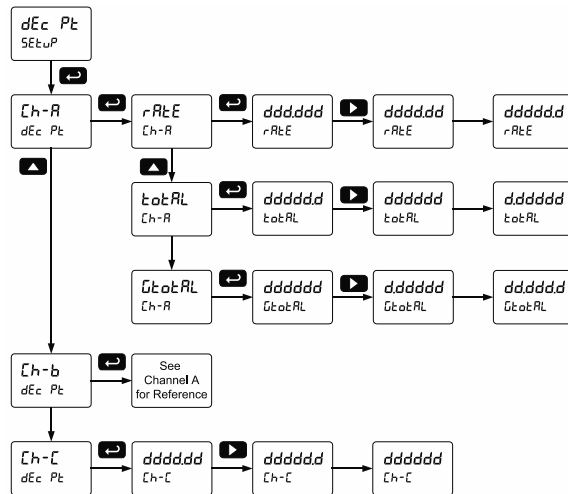 dEc Pt
SEtuP
Ch-A
dEc Pt
rAtE
Ch-A
ddd.ddd
rAtE
dddd.dd
rAtE
ddddd.d
rAtE
totAL
Ch-A
ddddd.d
totAL
dddddd
totAL
d.ddddd
totAL
GtotAL
Ch-A
dddddd
GtotAL
d.ddddd
GtotAL
dd.ddd.d
GtotAL
Ch-b
dEc Pt
See
Channel A
for Reference
Ch-C
dEc Pt
dddd.dd
Ch-C
ddddd.d
Ch-C
dddddd
Ch-C